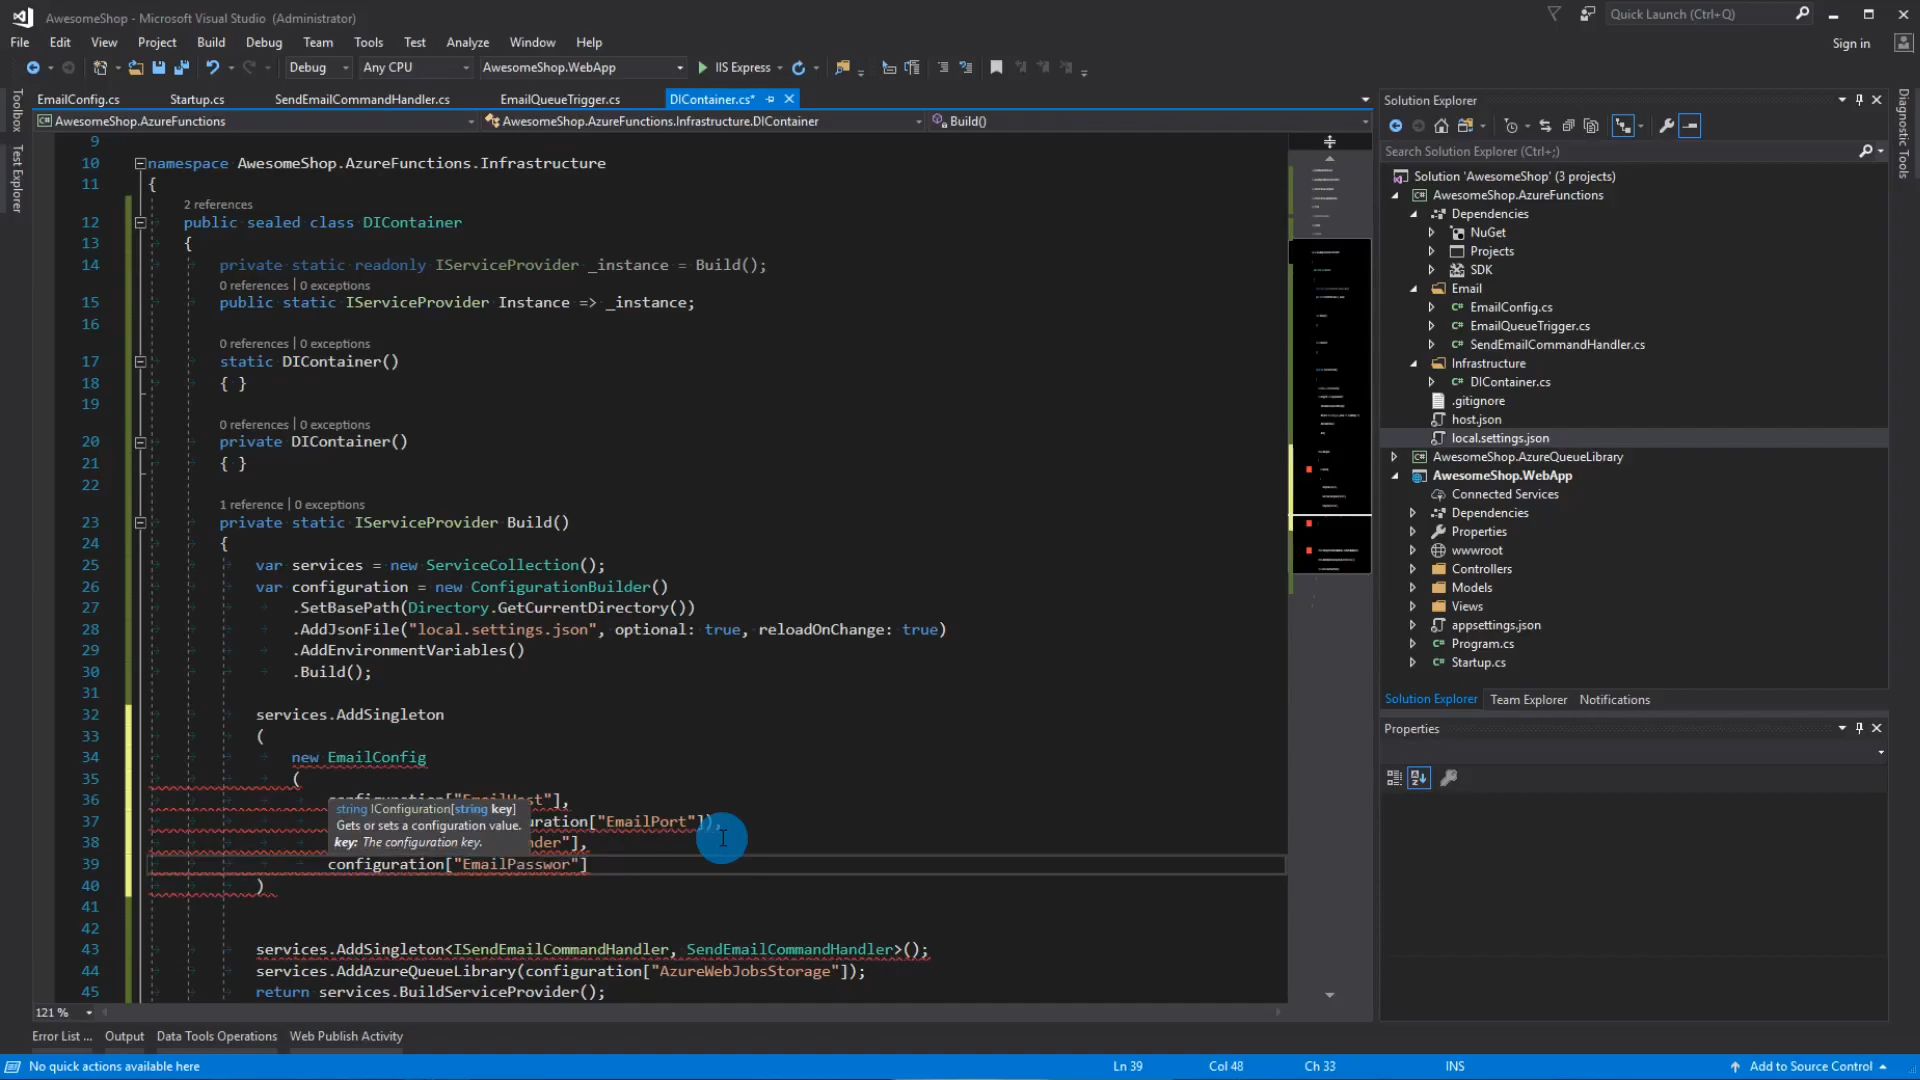 AwesomeShop - Microsoft Visual Studio (Administrator)
Quick Launch (Ctrl+Q)
File Edit View Project Build Debug Team Tools Test Analyze Window Help
Sign in
Debug Any CPU AwesomeShop.WebApp IIS Express
EmailConfig.cs Startup.cs SendEmailCommandHandler.cs EmailQueueTrigger.cs DIContainer.cs*
AwesomeShop.AzureFunctions AwesomeShop.AzureFunctions.Infrastructure.DIContainer Build()
Toolbox
Test Explorer
9
10 namespace AwesomeShop.AzureFunctions.Infrastructure
11 {
2 references
12 public sealed class DIContainer
13 {
14 private static readonly IServiceProvider _instance = Build();
0 references | 0 exceptions
15 public static IServiceProvider Instance => _instance;
16
0 references | 0 exceptions
17 static DIContainer()
18 { }
19
0 references | 0 exceptions
20 private DIContainer()
21 { }
22
1 reference | 0 exceptions
23 private static IServiceProvider Build()
24 {
25 var services = new ServiceCollection();
26 var configuration = new ConfigurationBuilder()
27 .SetBasePath(Directory.GetCurrentDirectory())
28 .AddJsonFile("local.settings.json", optional: true, reloadOnChange: true)
29 .AddEnvironmentVariables()
30 .Build();
31
32 services.AddSingleton
33 (
34 new EmailConfig
35 (
36
string IConfiguration[string key]
Gets or sets a configuration value.
key: The configuration key.
37 uration["EmailPort"]),
38 nder"],
39 configuration["EmailPasswor"]
40 )
41
42
43 services.AddSingleton<ISendEmailCommandHandler, SendEmailCommandHandler>();
44 services.AddAzureQueueLibrary(configuration["AzureWebJobsStorage"]);
45 return services.BuildServiceProvider();
121 %
Solution Explorer
Search Solution Explorer (Ctrl+;)
Solution 'AwesomeShop' (3 projects)
AwesomeShop.AzureFunctions
Dependencies
NuGet
Projects
SDK
Email
EmailConfig.cs
EmailQueueTrigger.cs
SendEmailCommandHandler.cs
Infrastructure
DIContainer.cs
.gitignore
host.json
local.settings.json
AwesomeShop.AzureQueueLibrary
AwesomeShop.WebApp
Connected Services
Dependencies
Properties
wwwroot
Controllers
Models
Views
appsettings.json
Program.cs
Startup.cs
Solution Explorer Team Explorer Notifications
Properties
Diagnostic Tools
Error List ... Output Data Tools Operations Web Publish Activity
No quick actions available here Ln 39 Col 48 Ch 33 INS Add to Source Control